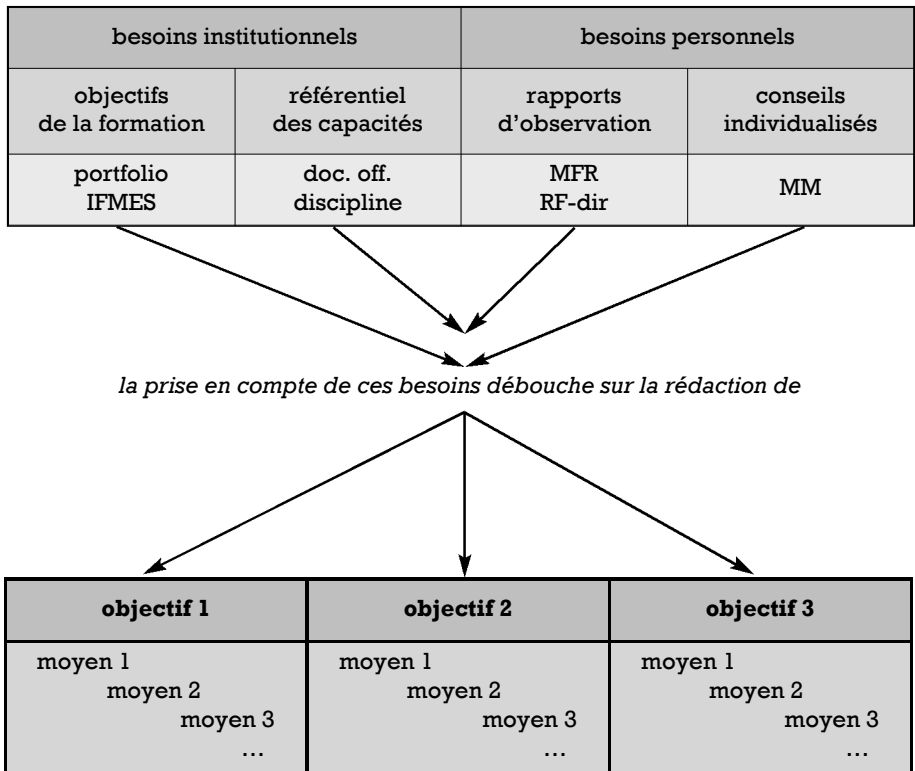 besoins institutionnels
besoins personnels
objectifs
de la formation
référentiel
des capacités
rapports
d'observation
conseils
individualisés
portfolio
IFMES
doc. off.
discipline
MFR
RF-dir
MM
la prise en compte de ces besoins débouche sur la rédaction de
objectif 1
objectif 2
objectif 3
moyen 1
moyen 2
moyen 3
…
moyen 1
moyen 2
moyen 3
…
moyen 1
moyen 2
moyen 3
…